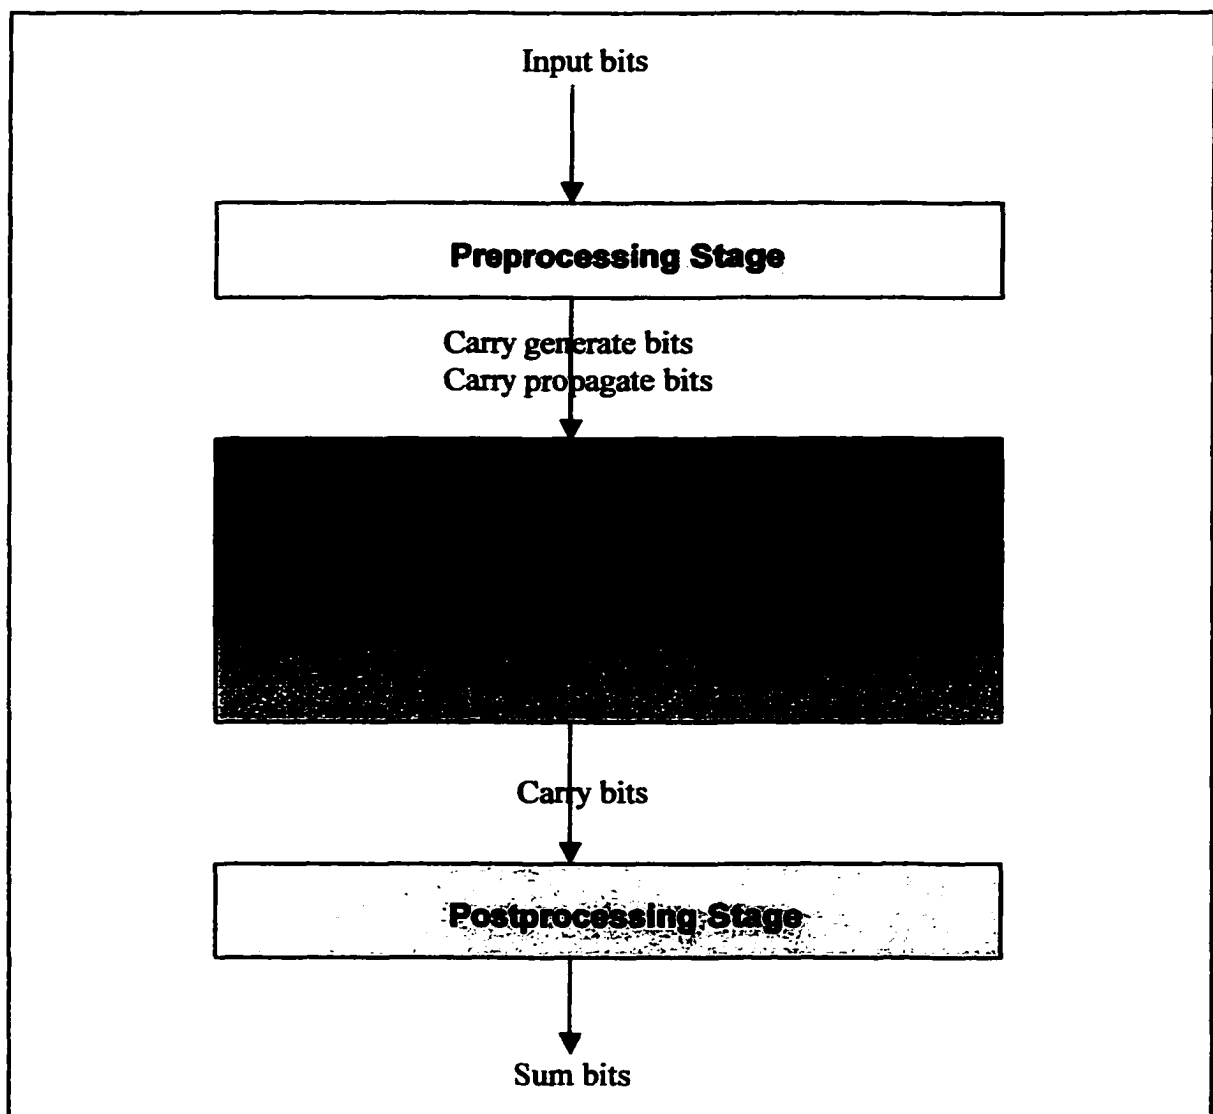 Input bits
Preprocessing Stage
Carry generate bits
Carry propagate bits
Carry bits
Postprocessing Stage
Sum bits